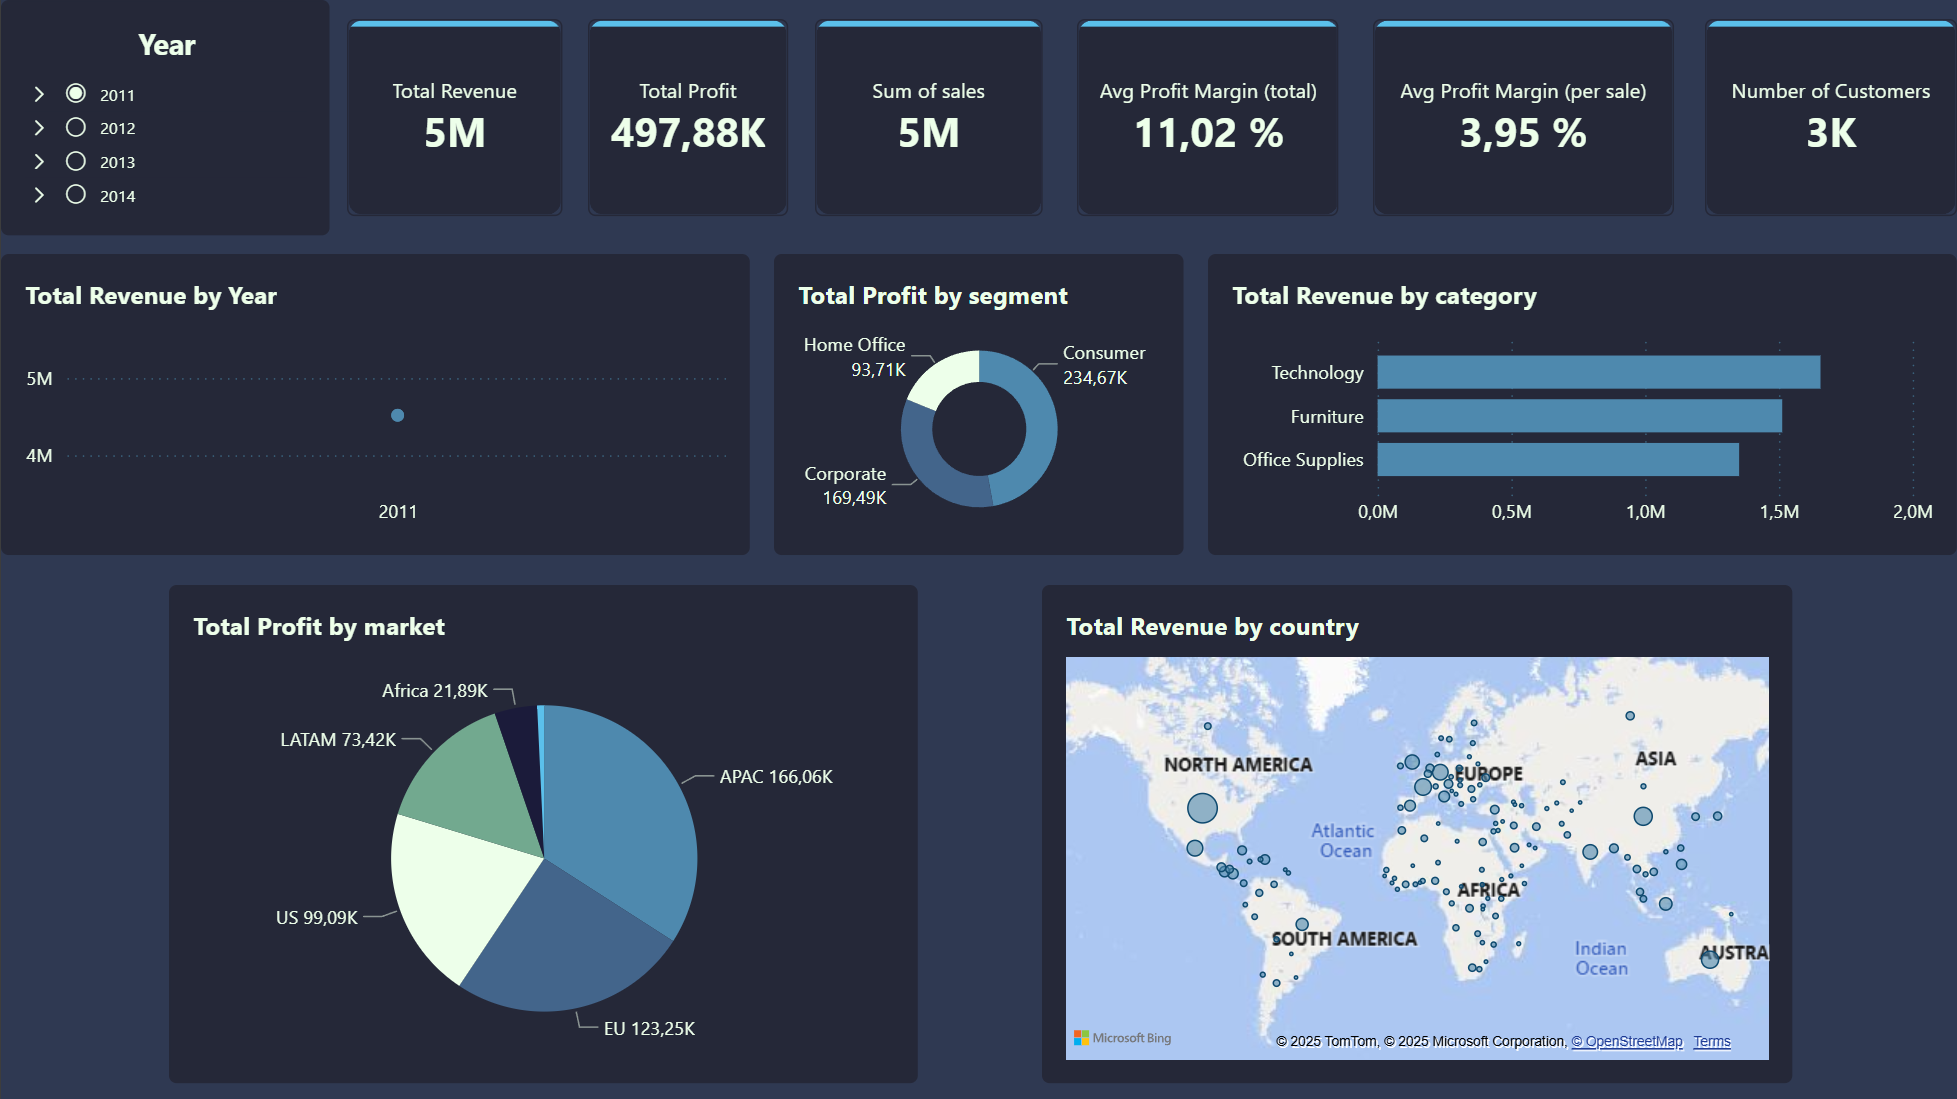 Year
2011
2012
2013
2014
Total Revenue
5M
Total Profit
497,88K
Sum of sales
5M
Avg Profit Margin (total)
11,02 %
Avg Profit Margin (per sale)
3,95 %
Number of Customers
3K
Total Revenue by Year
5M
4M
2011
Total Profit by segment
Home Office
93,71K
Consumer
234,67K
Corporate
169,49K
Total Revenue by category
Technology
Furniture
Office Supplies
0,0M 0,5M 1,0M 1,5M 2,0M
Total Profit by market
Africa 21,89K
LATAM 73,42K
APAC 166,06K
US 99,09K
EU 123,25K
Total Revenue by country
NORTH AMERICA
EUROPE
ASIA
Atlantic
Ocean
AFRICA
SOUTH AMERICA
Indian
Ocean
AUSTRA
Microsoft Bing
© 2025 TomTom, © 2025 Microsoft Corporation, © OpenStreetMap Terms